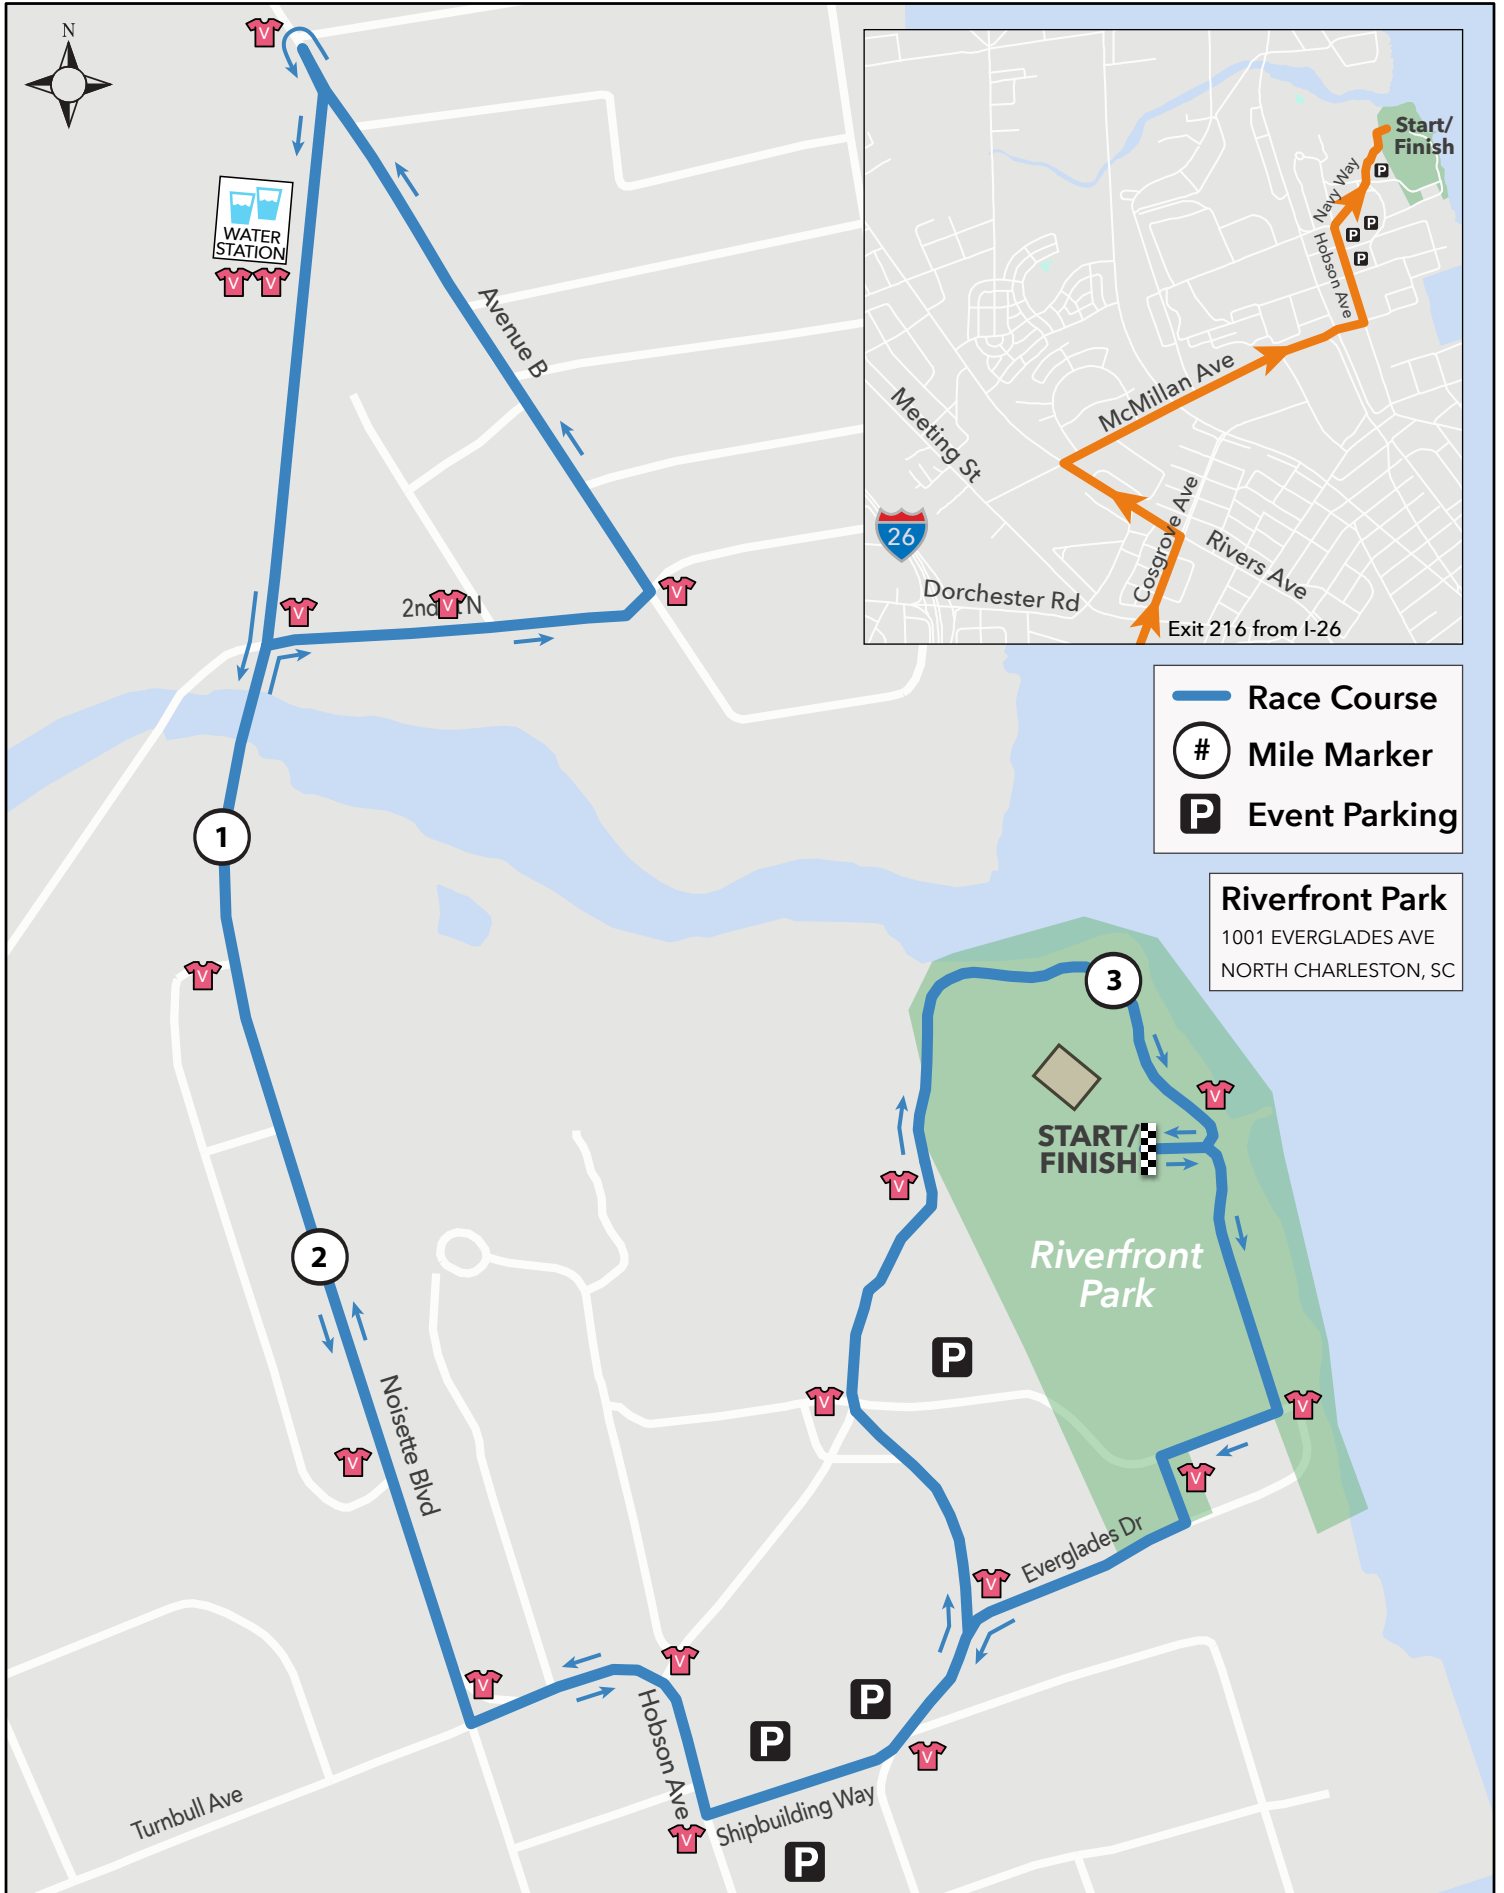 N
V
WATER
STATION
V V
Avenue B
V
V
2nd N
V
1
V
2
Noisette Blvd
V
V
Turnbull Ave
V
Hobson Ave
V
Shipbuilding Way
V
P
P
P
V
Everglades Dr
V
V
P
V
V
V
3
V
START/
FINISH
Riverfront
Park
Start/
Finish
P
Navy Way
P
P
P
Hobson Ave
McMillan Ave
Meeting St
26
Cosgrove Ave
Rivers Ave
Dorchester Rd
Exit 216 from I-26
Race Course
# Mile Marker
P Event Parking
Riverfront Park
1001 EVERGLADES AVE
NORTH CHARLESTON, SC